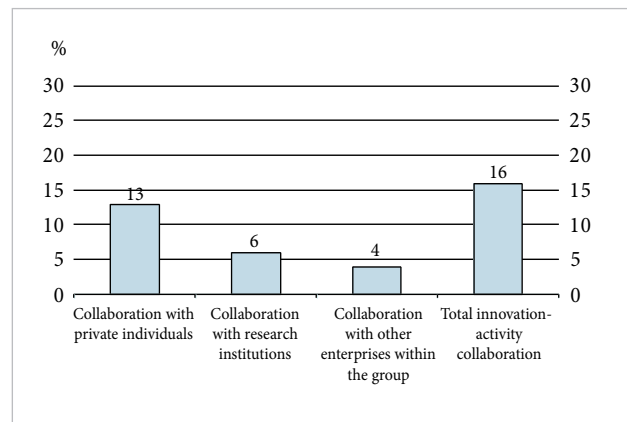 %
30 30
25 25
20 20
15 15
10 10
5 5
0 0
13
6
4
16
Collaboration with
private individuals
Collaboration
with research
institutions
Collaboration
with other
enterprises within
the group
Total innovation-
activity
collaboration